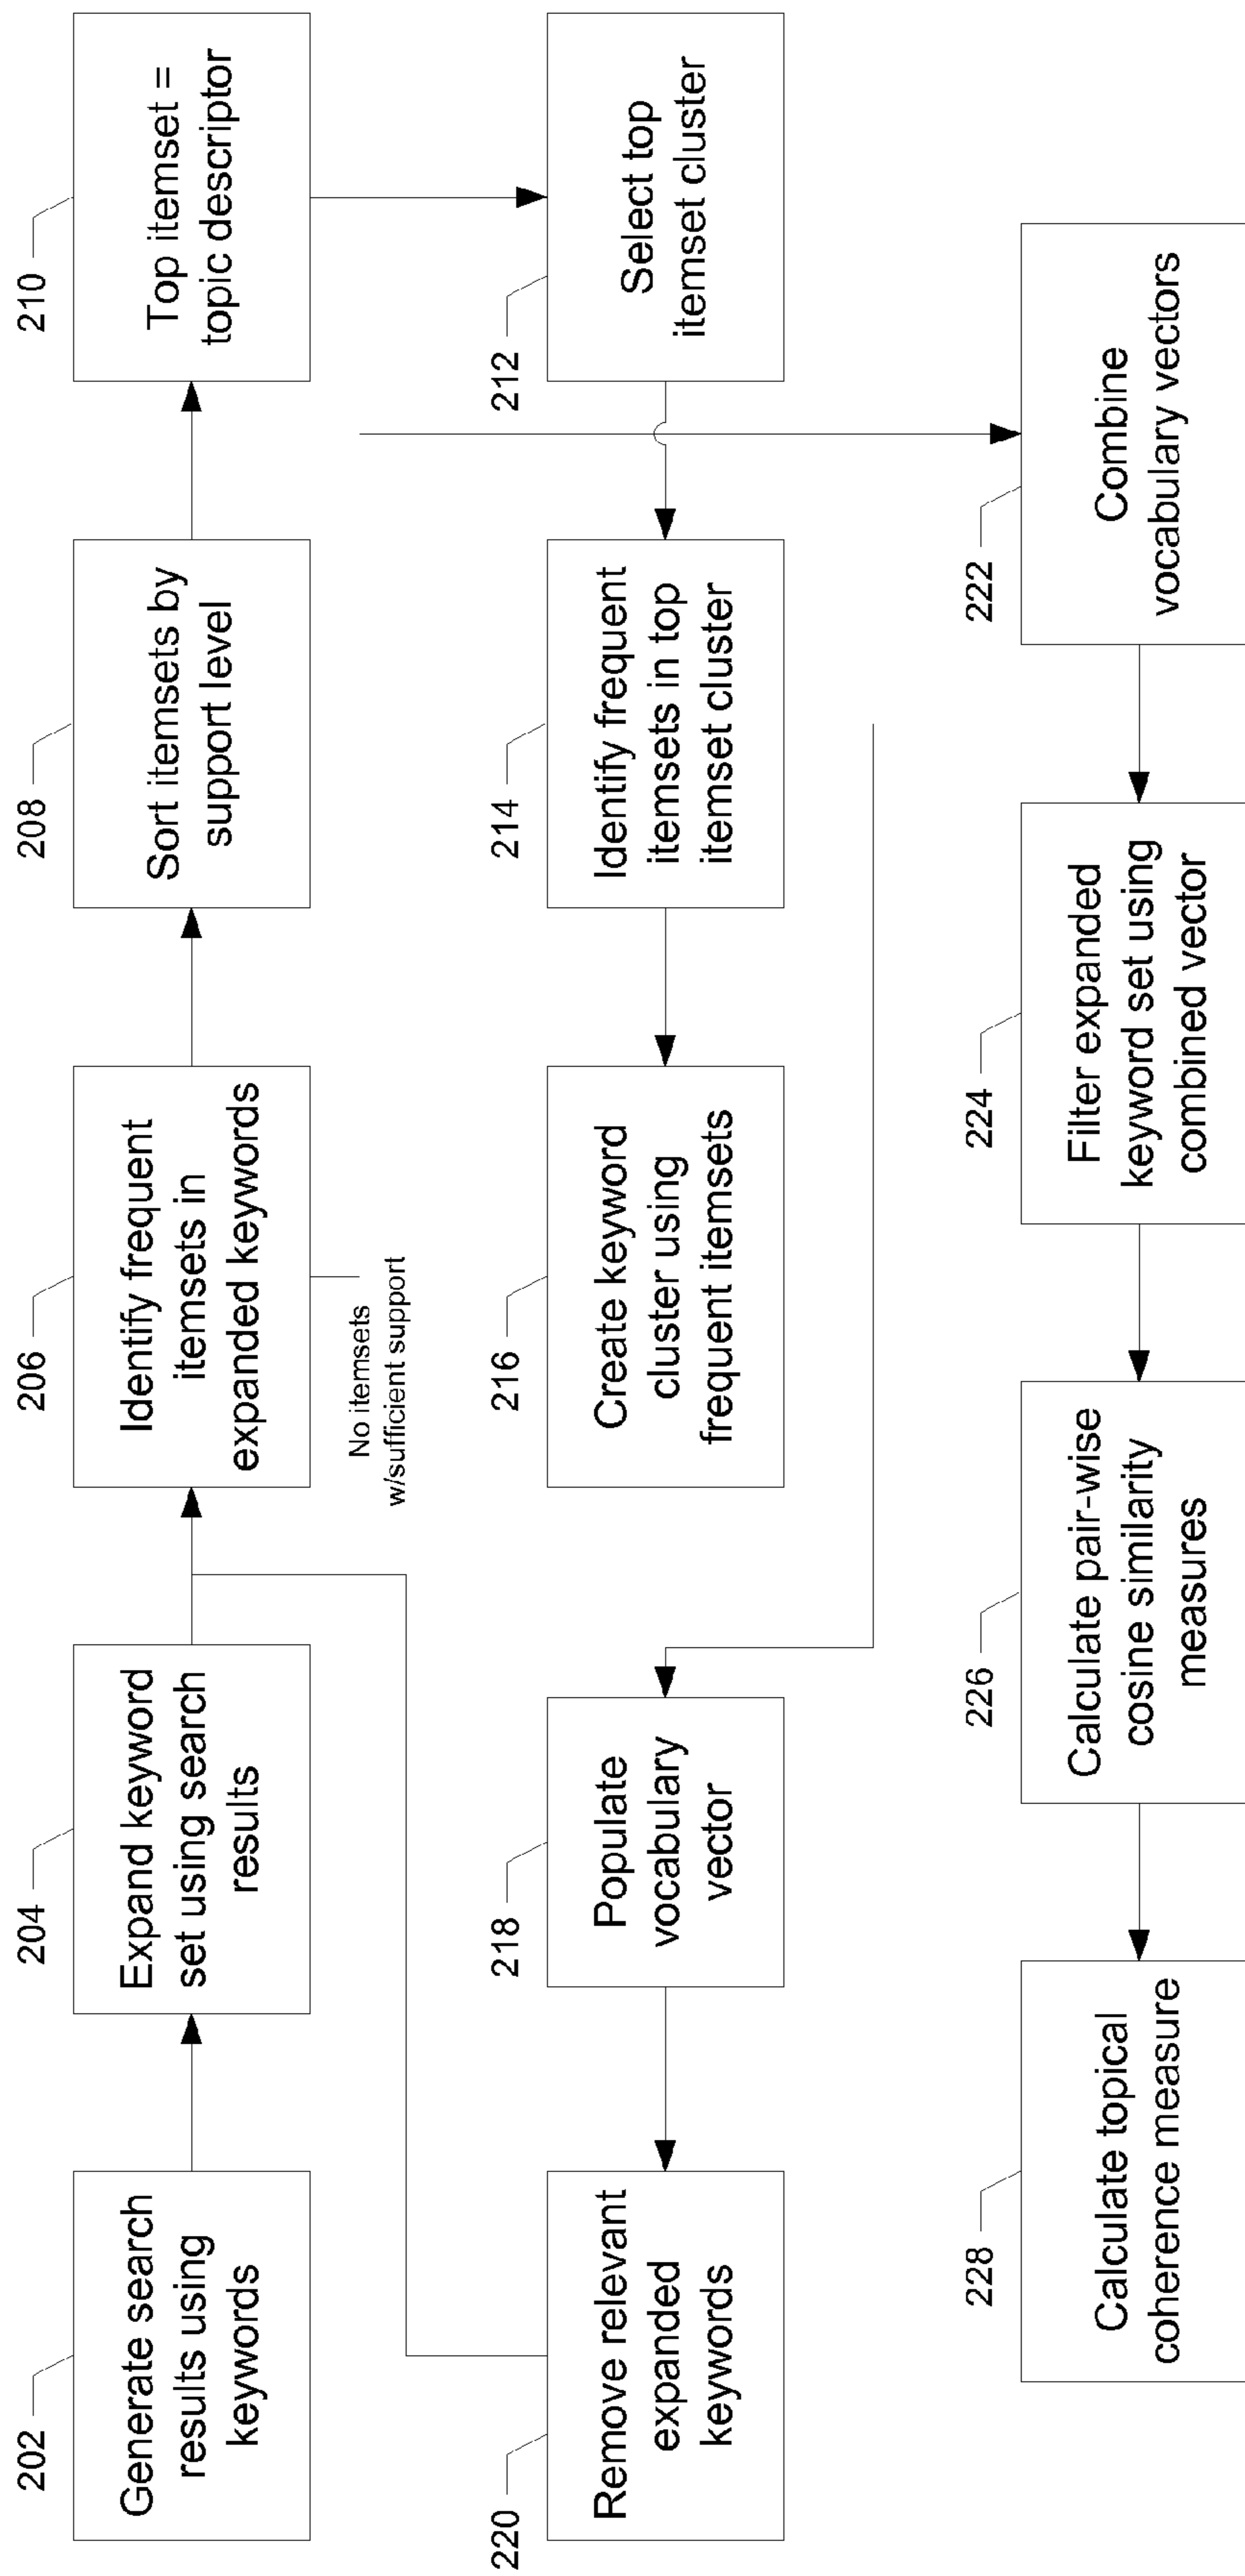 202
Generate search
results using
keywords
204
Expand keyword
set using search
results
206
Identify frequent
itemsets in
expanded keywords
No itemsets
w/sufficient support
208
Sort itemsets by
support level
210
Top itemset =
topic descriptor
212
Select top
itemset cluster
214
Identify frequent
itemsets in top
itemset cluster
216
Create keyword
cluster using
frequent itemsets
218
Populate
vocabulary
vector
220
Remove relevant
expanded
keywords
222
Combine
vocabulary vectors
224
Filter expanded
keyword set using
combined vector
226
Calculate pair-wise
cosine similarity
measures
228
Calculate topical
coherence measure